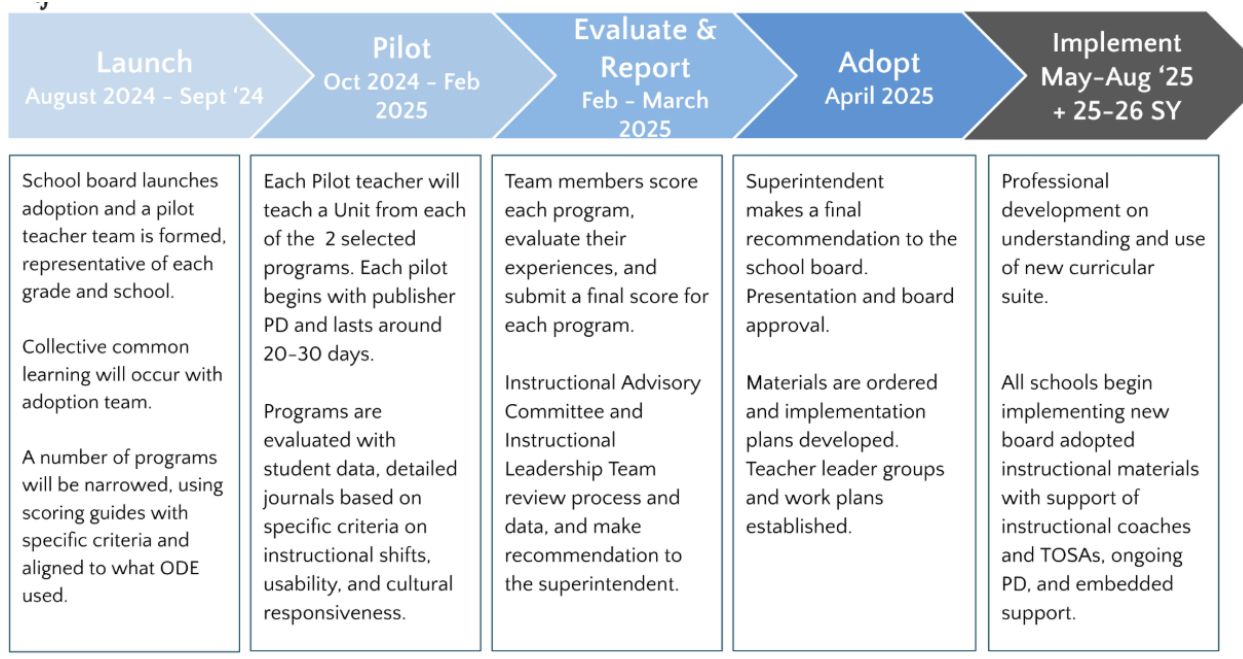 Launch
August 2024 – Sept ‘24
Pilot
Oct 2024 – Feb
2025
Evaluate &
Report
Feb – March
2025
Adopt
April 2025
Implement
May–Aug ‘25
+ 25–26 SY
School board launches
adoption and a pilot
teacher team is formed,
representative of each
grade and school.
Collective common
learning will occur with
adoption team.
A number of programs
will be narrowed, using
scoring guides with
specific criteria and
aligned to what ODE
used.
Each Pilot teacher will
teach a Unit from each
of the 2 selected
programs. Each pilot
begins with publisher
PD and lasts around
20–30 days.
Programs are
evaluated with
student data, detailed
journals based on
specific criteria on
instructional shifts,
usability, and cultural
responsiveness.
Team members score
each program,
evaluate their
experiences, and
submit a final score for
each program.
Instructional Advisory
Committee and
Instructional
Leadership Team
review process and
data, and make
recommendation to
the superintendent.
Superintendent
makes a final
recommendation to the
school board.
Presentation and board
approval.
Materials are ordered
and implementation
plans developed.
Teacher leader groups
and work plans
established.
Professional
development on
understanding and use
of new curricular
suite.
All schools begin
implementing new
board adopted
instructional materials
with support of
instructional coaches
and TOSAs, ongoing
PD, and embedded
support.